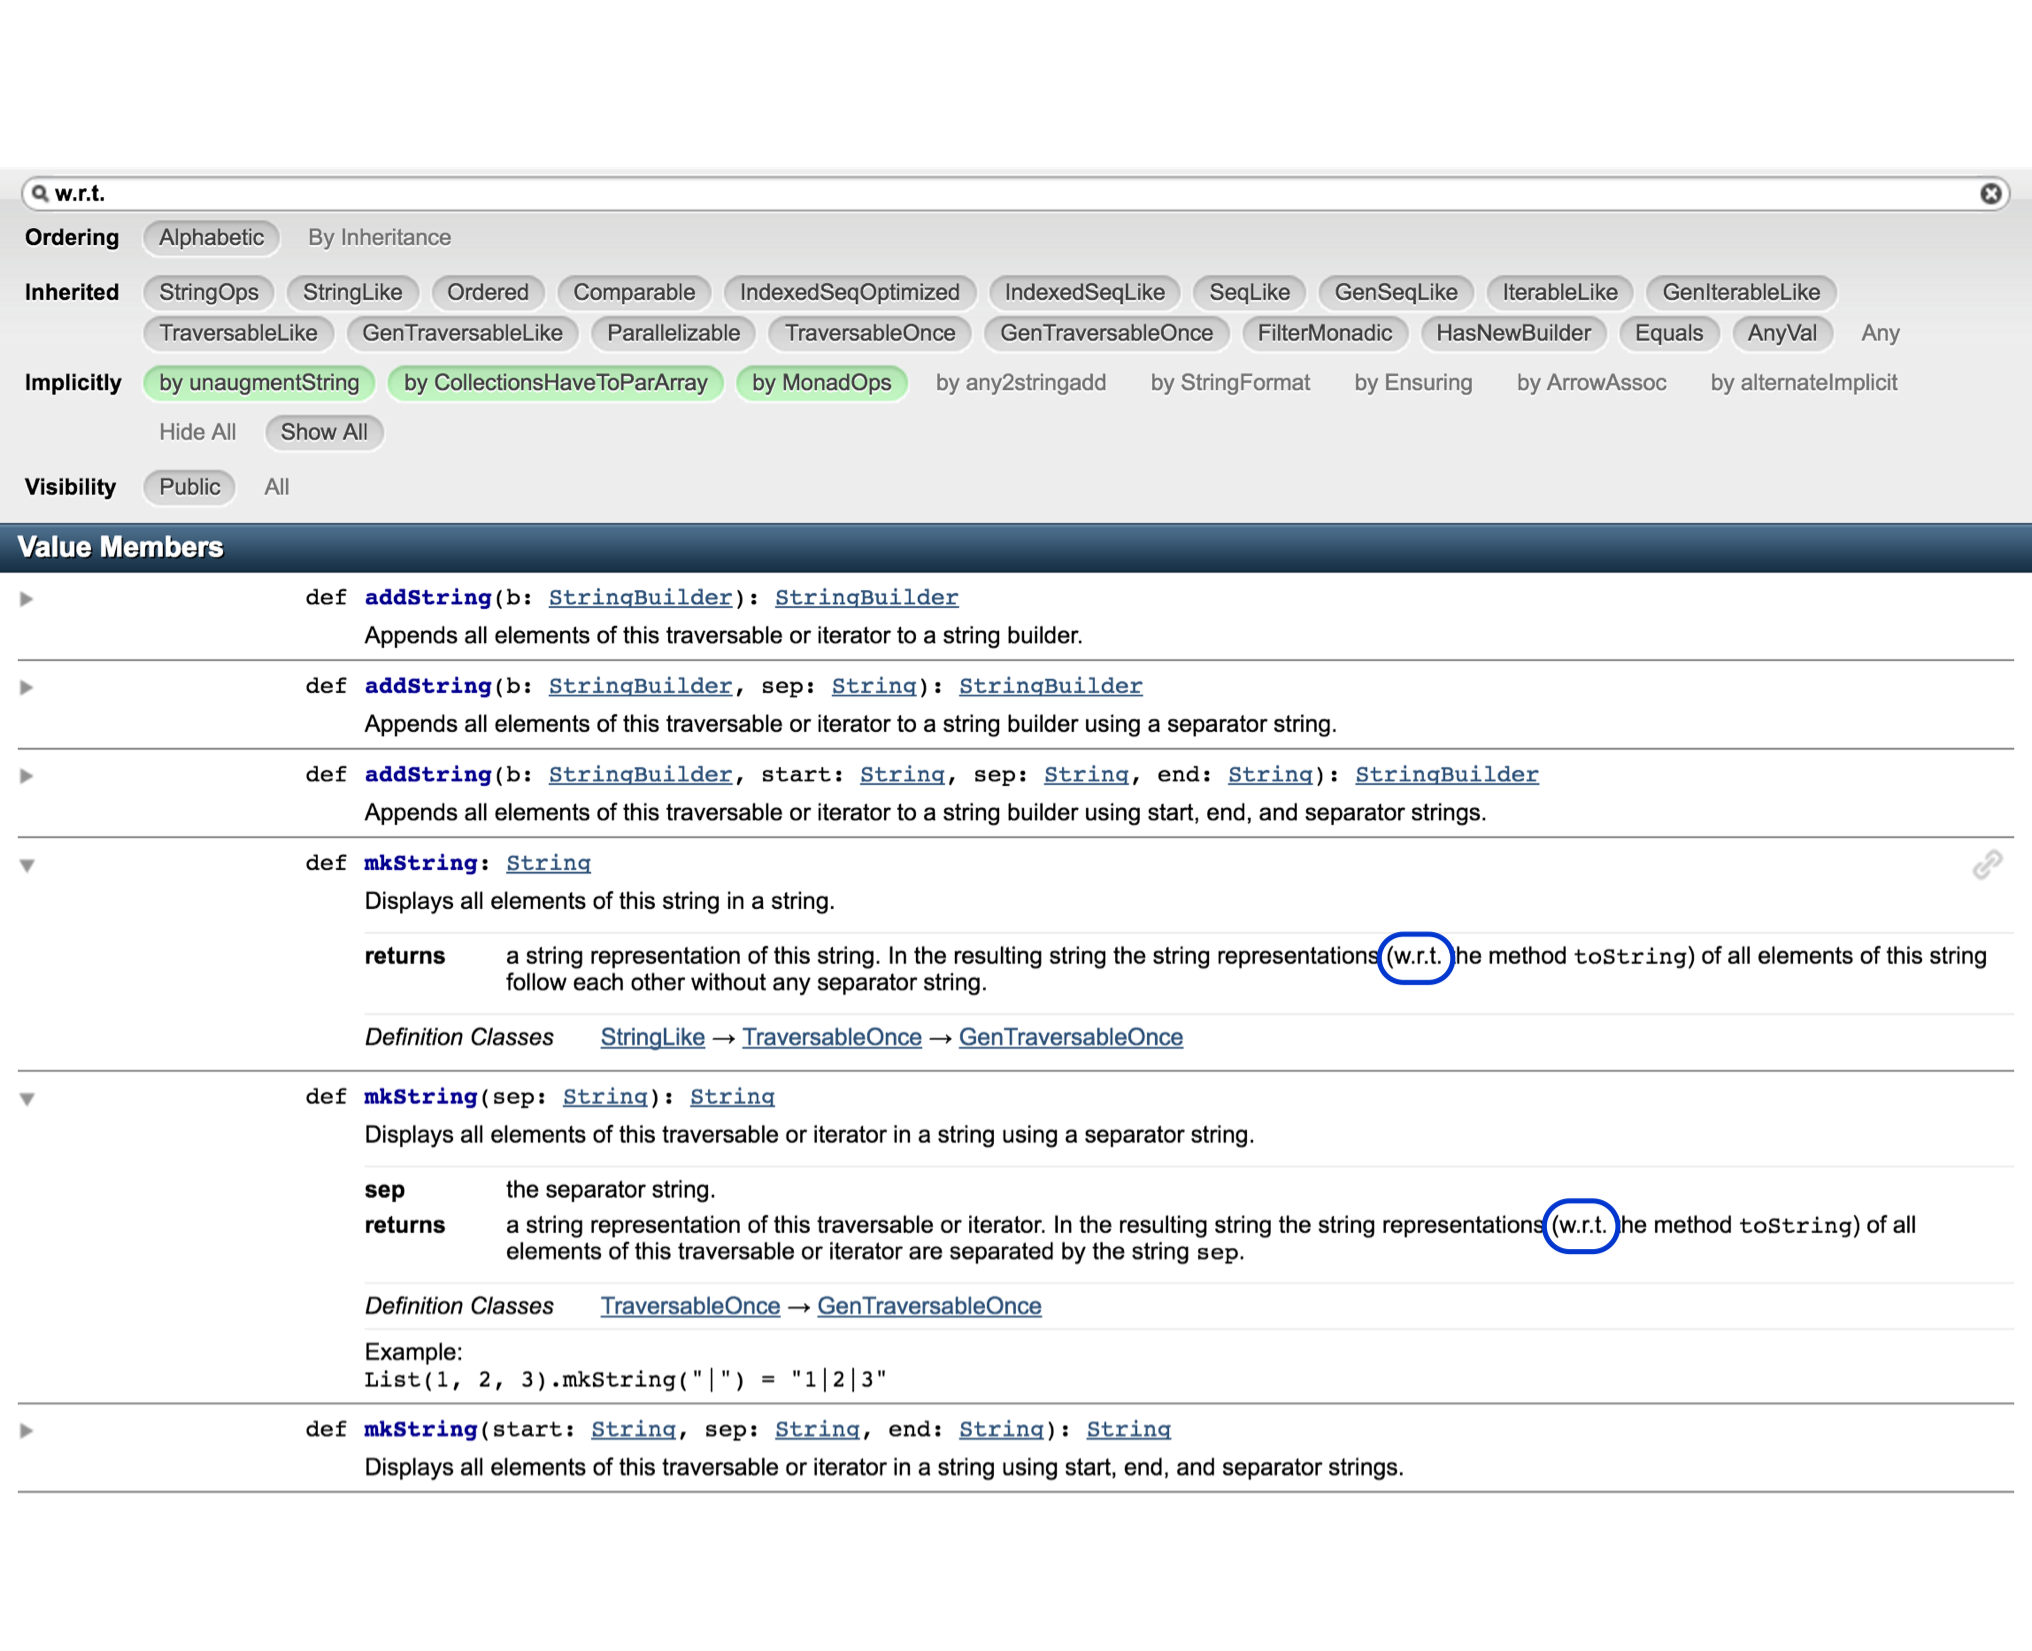 w.r.t.
Ordering Alphabetic By Inheritance
Inherited StringOps StringLike Ordered Comparable IndexedSeqOptimized IndexedSeqLike SeqLike GenSeqLike IterableLike GenIterableLike
TraversableLike GenTraversableLike Parallelizable TraversableOnce GenTraversableOnce FilterMonadic HasNewBuilder Equals AnyVal Any
Implicitly by unaugmentString by CollectionsHaveToParArray by MonadOps by any2stringadd by StringFormat by Ensuring by ArrowAssoc by alternateImplicit
Hide All Show All
Visibility Public All
Value Members
def addString(b: StringBuilder): StringBuilder
Appends all elements of this traversable or iterator to a string builder.
def addString(b: StringBuilder, sep: String): StringBuilder
Appends all elements of this traversable or iterator to a string builder using a separator string.
def addString(b: StringBuilder, start: String, sep: String, end: String): StringBuilder
Appends all elements of this traversable or iterator to a string builder using start, end, and separator strings.
def mkString: String
Displays all elements of this string in a string.
returns a string representation of this string. In the resulting string the string representations (w.r.t. the method toString) of all elements of this string
follow each other without any separator string.
Definition Classes StringLike → TraversableOnce → GenTraversableOnce
def mkString(sep: String): String
Displays all elements of this traversable or iterator in a string using a separator string.
sep the separator string.
returns a string representation of this traversable or iterator. In the resulting string the string representations (w.r.t. the method toString) of all
elements of this traversable or iterator are separated by the string sep.
Definition Classes TraversableOnce → GenTraversableOnce
Example:
List(1, 2, 3).mkString("|") = "1|2|3"
def mkString(start: String, sep: String, end: String): String
Displays all elements of this traversable or iterator in a string using start, end, and separator strings.